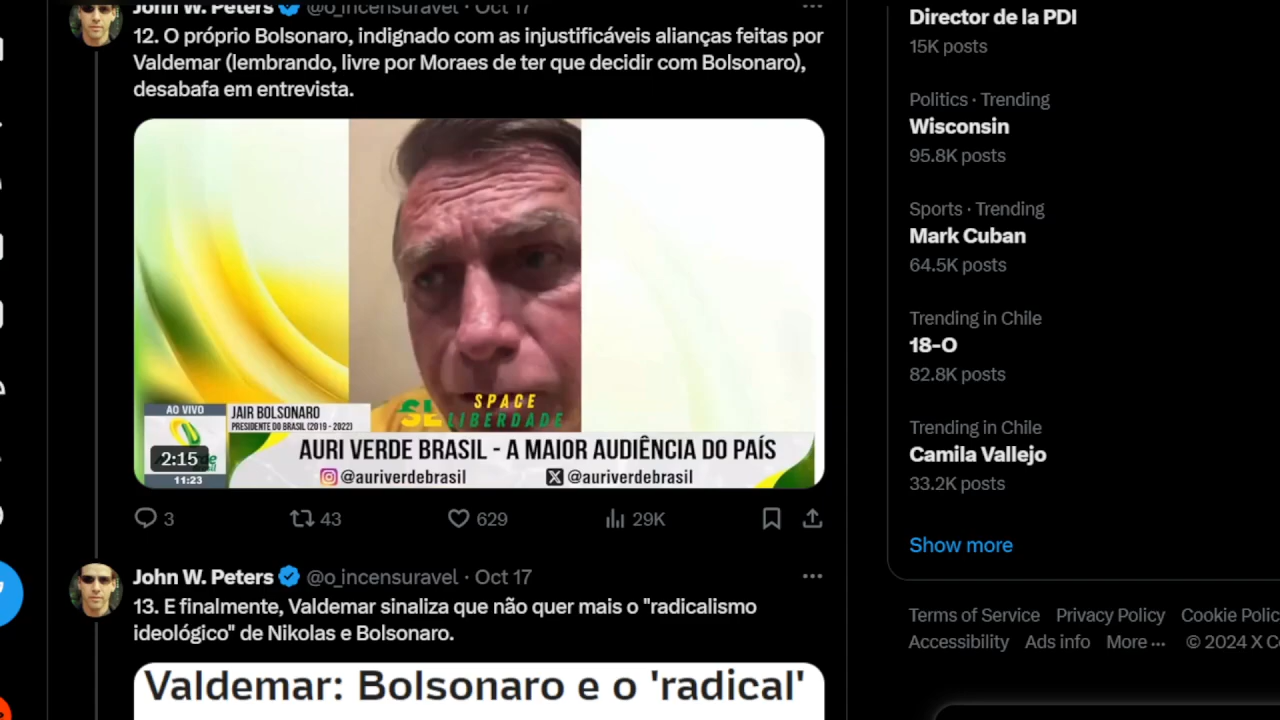 John W. Peters @o_incensuravel · Oct 17
12. O próprio Bolsonaro, indignado com as injustificáveis alianças feitas por
Valdemar (lembrando, livre por Moraes de ter que decidir com Bolsonaro),
desabafa em entrevista.
SPACE
SL LIBERDADE
AO VIVO
JAIR BOLSONARO
PRESIDENTE DO BRASIL (2019 - 2022)
2:15
11:23
AURI VERDE BRASIL - A MAIOR AUDIÊNCIA DO PAÍS
@auriverdebrasil
@auriverdebrasil
3
43
629
29K
John W. Peters @o_incensuravel · Oct 17
13. E finalmente, Valdemar sinaliza que não quer mais o "radicalismo
ideológico" de Nikolas e Bolsonaro.
Valdemar: Bolsonaro e o 'radical'
Director de la PDI
15K posts
Politics · Trending
Wisconsin
95.8K posts
Sports · Trending
Mark Cuban
64.5K posts
Trending in Chile
18-O
82.8K posts
Trending in Chile
Camila Vallejo
33.2K posts
Show more
Terms of Service Privacy Policy Cookie Polic
Accessibility Ads info More ··· © 2024 X C